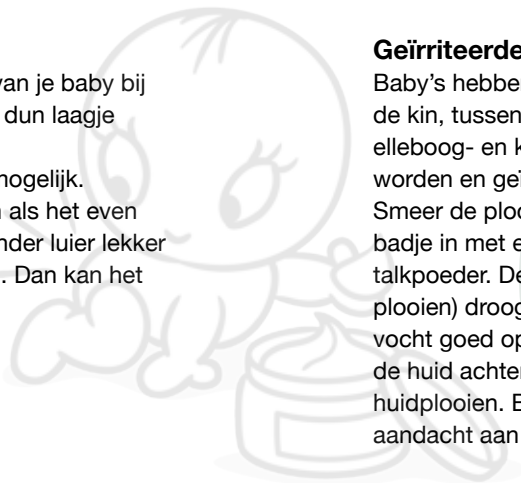 van je baby bij
dun laagje
mogelijk.
als het even
nder luier lekker
. Dan kan het
Geïrriteerde
Baby's hebben
de kin, tussen
elleboog- en k
worden en geï
Smeer de ploo
badje in met e
talkpoeder. De
plooien) droog
vocht goed op
de huid achter
huidplooien. E
aandacht aan